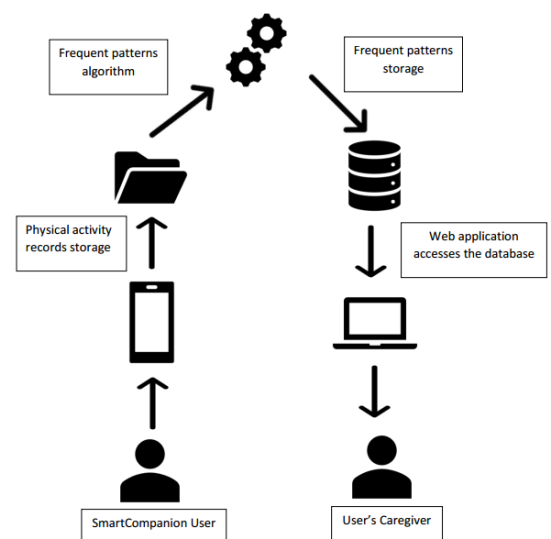 Frequent patterns
algorithm
Frequent patterns
storage
Physical activity
records storage
Web application
accesses the database
SmartCompanion User
User’s Caregiver